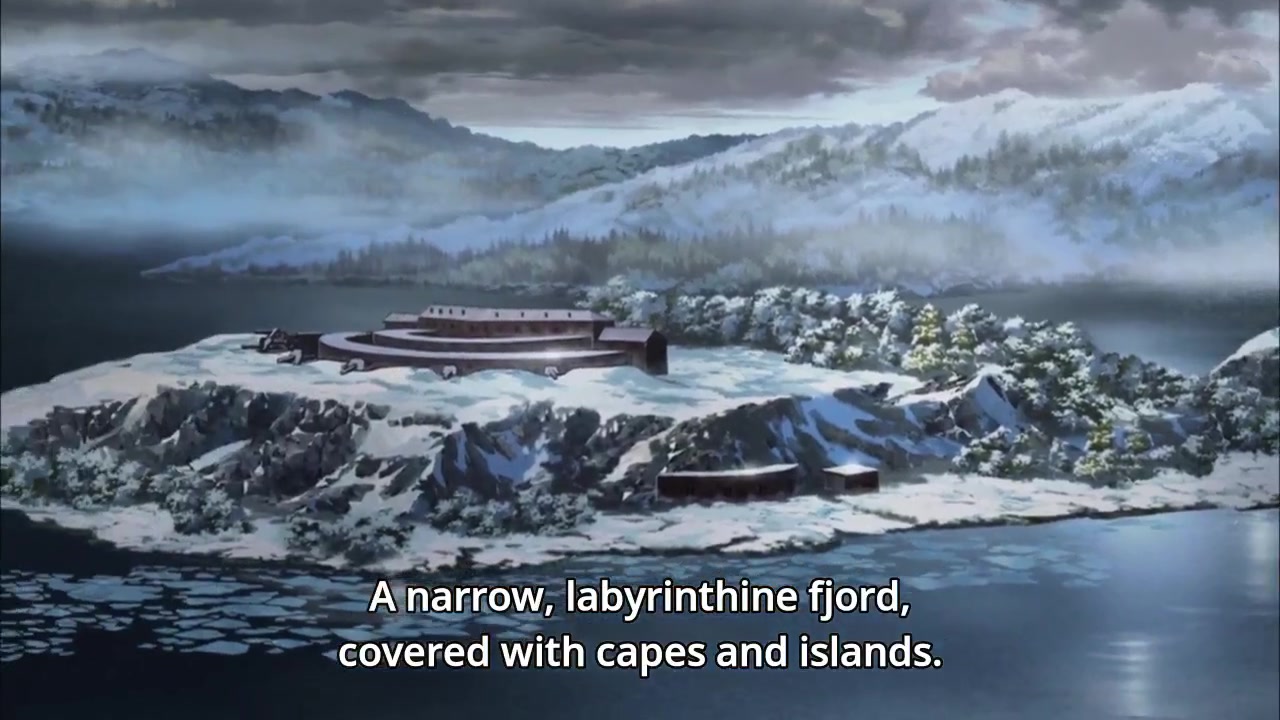 A narrow, labyrinthine fjord,
covered with capes and islands.